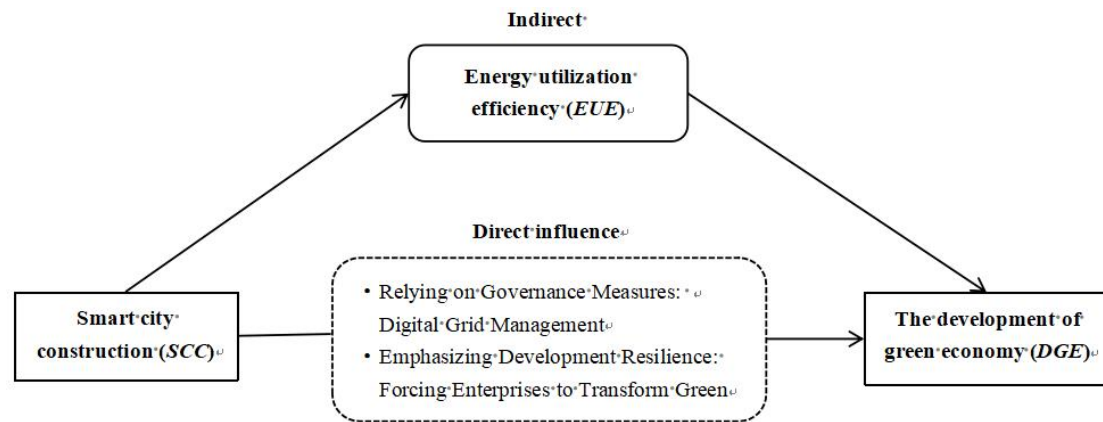 Indirect
Energy utilization
efficiency (EUE)
Direct influence
Smart city
construction (SCC)
• Relying on Governance Measures:
Digital Grid Management
• Emphasizing Development Resilience:
Forcing Enterprises to Transform Green
The development of
green economy (DGE)